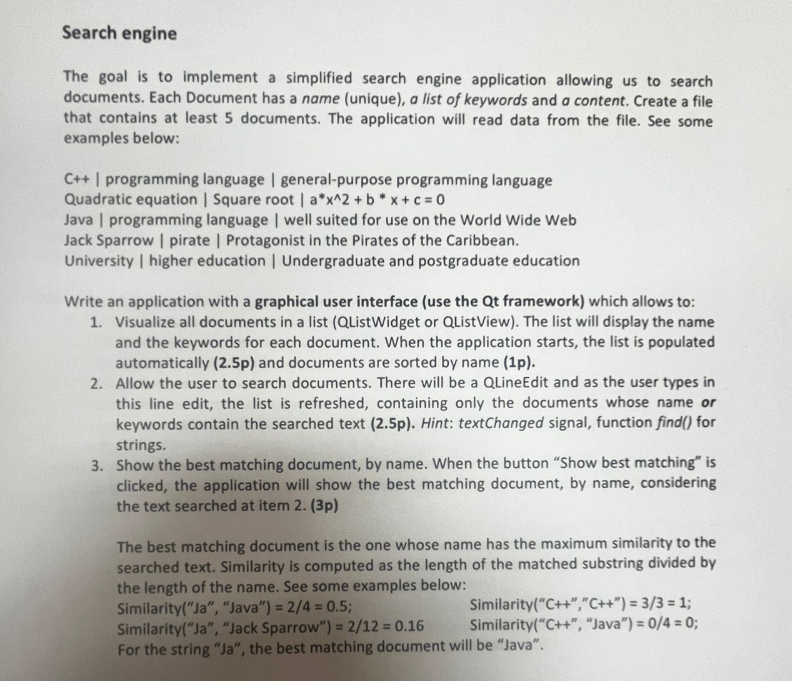 Search engine
The goal is to implement a simplified search engine application allowing us to search
documents. Each Document has a name (unique), a list of keywords and a content. Create a file
that contains at least 5 documents. The application will read data from the file. See some
examples below:
C++ | programming language | general-purpose programming language
Quadratic equation | Square root | a*x^2 + b * x + c = 0
Java | programming language | well suited for use on the World Wide Web
Jack Sparrow | pirate | Protagonist in the Pirates of the Caribbean.
University | higher education | Undergraduate and postgraduate education
Write an application with a graphical user interface (use the Qt framework) which allows to:
1. Visualize all documents in a list (QListWidget or QListView). The list will display the name
and the keywords for each document. When the application starts, the list is populated
automatically (2.5p) and documents are sorted by name (1p).
2. Allow the user to search documents. There will be a QLineEdit and as the user types in
this line edit, the list is refreshed, containing only the documents whose name or
keywords contain the searched text (2.5p). Hint: textChanged signal, function find() for
strings.
3. Show the best matching document, by name. When the button “Show best matching” is
clicked, the application will show the best matching document, by name, considering
the text searched at item 2. (3p)
The best matching document is the one whose name has the maximum similarity to the
searched text. Similarity is computed as the length of the matched substring divided by
the length of the name. See some examples below:
Similarity(“Ja”, “Java”) = 2/4 = 0.5; Similarity(“C++”,”C++”) = 3/3 = 1;
Similarity(“Ja”, “Jack Sparrow”) = 2/12 = 0.16 Similarity(“C++”, “Java”) = 0/4 = 0;
For the string “Ja”, the best matching document will be “Java”.